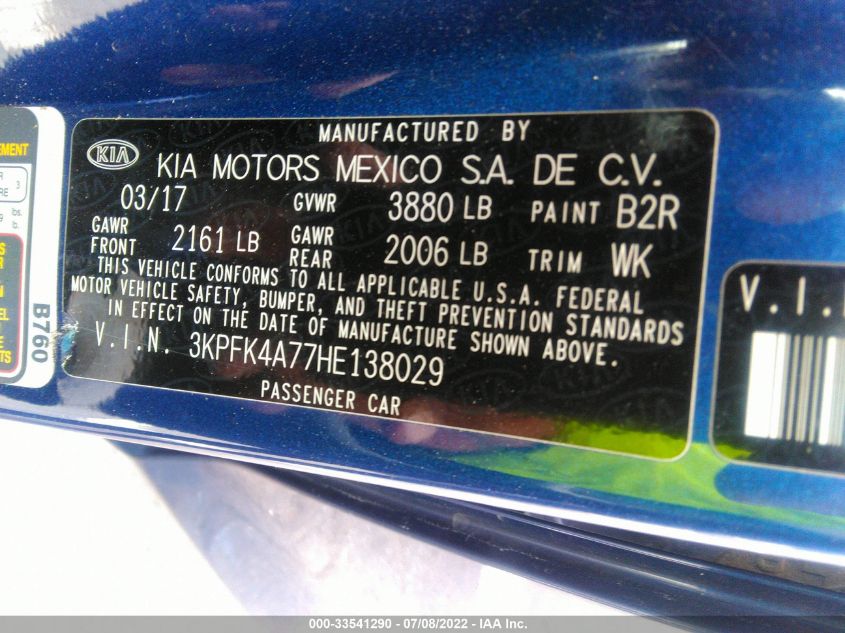 MANUFACTURED BY
KIA KIA MOTORS MEXICO S.A. DE C.V.
03/17 GVWR 3880 LB PAINT B2R
GAWR FRONT 2161 LB GAWR REAR 2006 LB TRIM WK
THIS VEHICLE CONFORMS TO ALL APPLICABLE U.S.A. FEDERAL
MOTOR VEHICLE SAFETY, BUMPER, AND THEFT PREVENTION STANDARDS
IN EFFECT ON THE DATE OF MANUFACTURE SHOWN ABOVE.
V.I.N. 3KPFK4A77HE138029
PASSENGER CAR
B760
V.I.
000-33541290 - 07/08/2022 - IAA Inc.